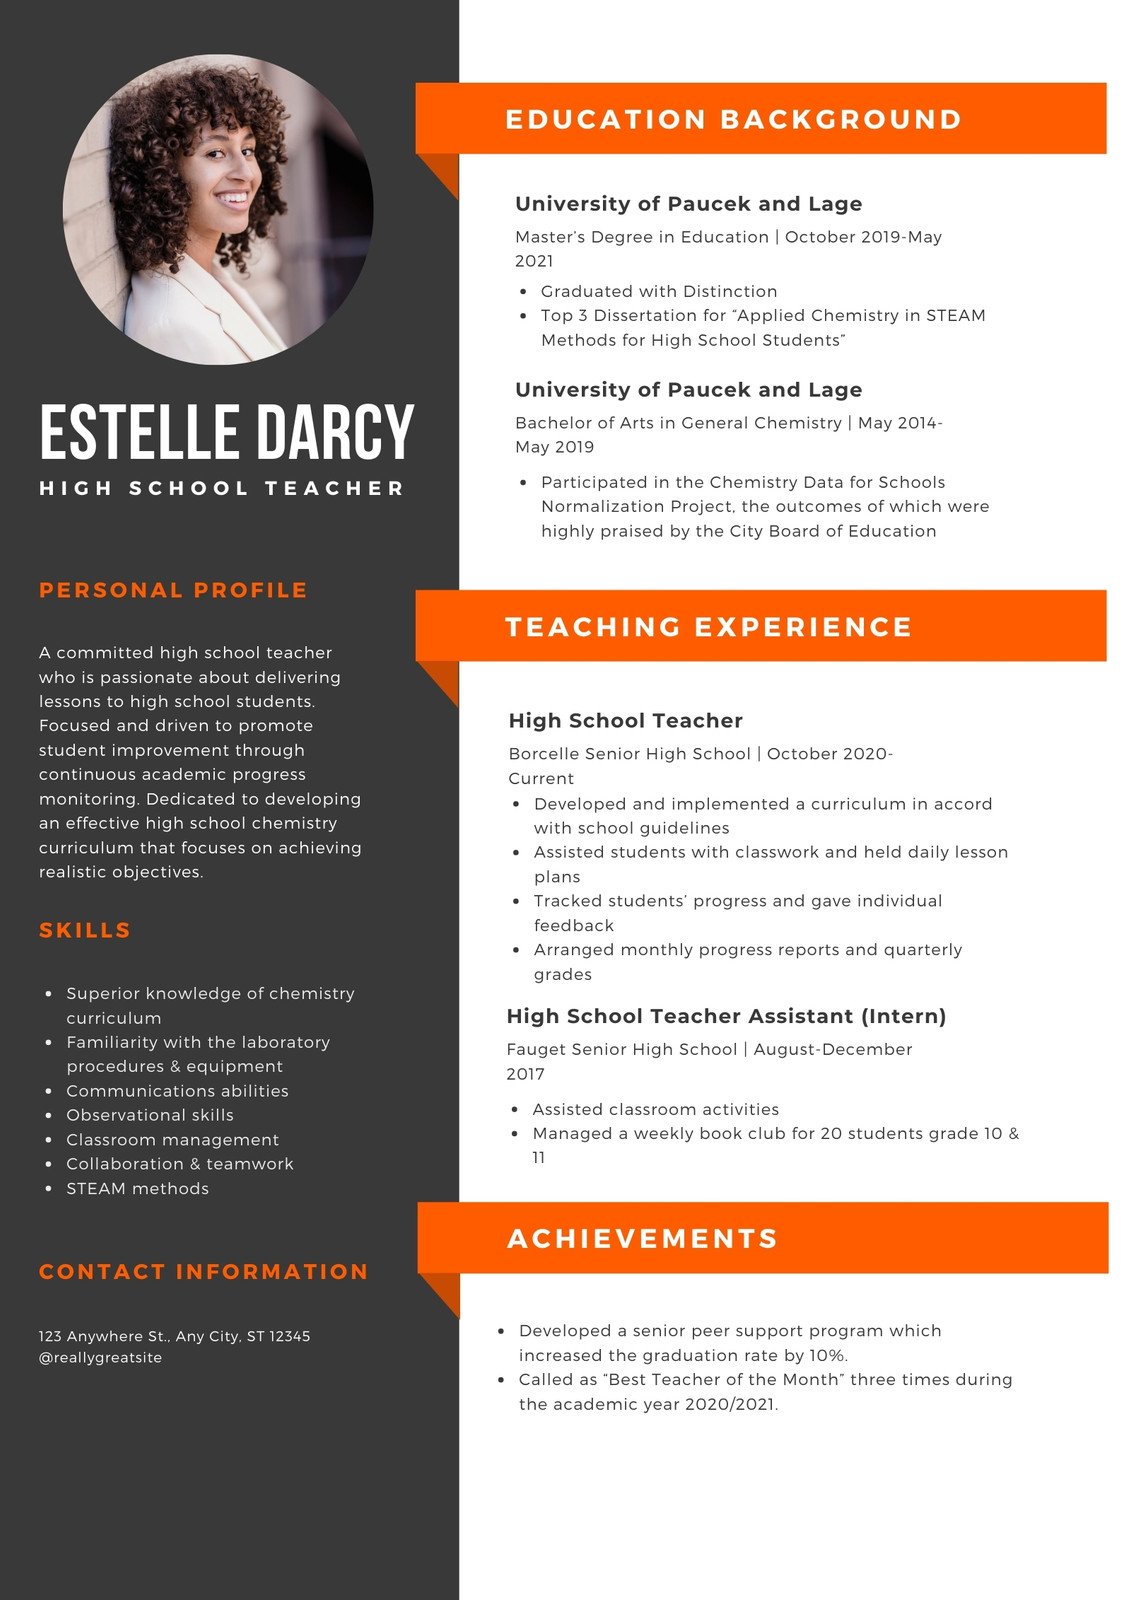 ESTELLE DARCY
HIGH SCHOOL TEACHER
PERSONAL PROFILE
A committed high school teacher
who is passionate about delivering
lessons to high school students.
Focused and driven to promote
student improvement through
continuous academic progress
monitoring. Dedicated to developing
an effective high school chemistry
curriculum that focuses on achieving
realistic objectives.
SKILLS
• Superior knowledge of chemistry
curriculum
• Familiarity with the laboratory
procedures & equipment
• Communications abilities
• Observational skills
• Classroom management
• Collaboration & teamwork
• STEAM methods
CONTACT INFORMATION
123 Anywhere St., Any City, ST 12345
@reallygreatsite
EDUCATION BACKGROUND
University of Paucek and Lage
Master’s Degree in Education | October 2019-May
2021
• Graduated with Distinction
• Top 3 Dissertation for “Applied Chemistry in STEAM
Methods for High School Students”
University of Paucek and Lage
Bachelor of Arts in General Chemistry | May 2014-
May 2019
• Participated in the Chemistry Data for Schools
Normalization Project, the outcomes of which were
highly praised by the City Board of Education
TEACHING EXPERIENCE
High School Teacher
Borcelle Senior High School | October 2020-
Current
• Developed and implemented a curriculum in accord
with school guidelines
• Assisted students with classwork and held daily lesson
plans
• Tracked students’ progress and gave individual
feedback
• Arranged monthly progress reports and quarterly
grades
High School Teacher Assistant (Intern)
Fauget Senior High School | August-December
2017
• Assisted classroom activities
• Managed a weekly book club for 20 students grade 10 &
11
ACHIEVEMENTS
• Developed a senior peer support program which
increased the graduation rate by 10%.
• Called as “Best Teacher of the Month” three times during
the academic year 2020/2021.